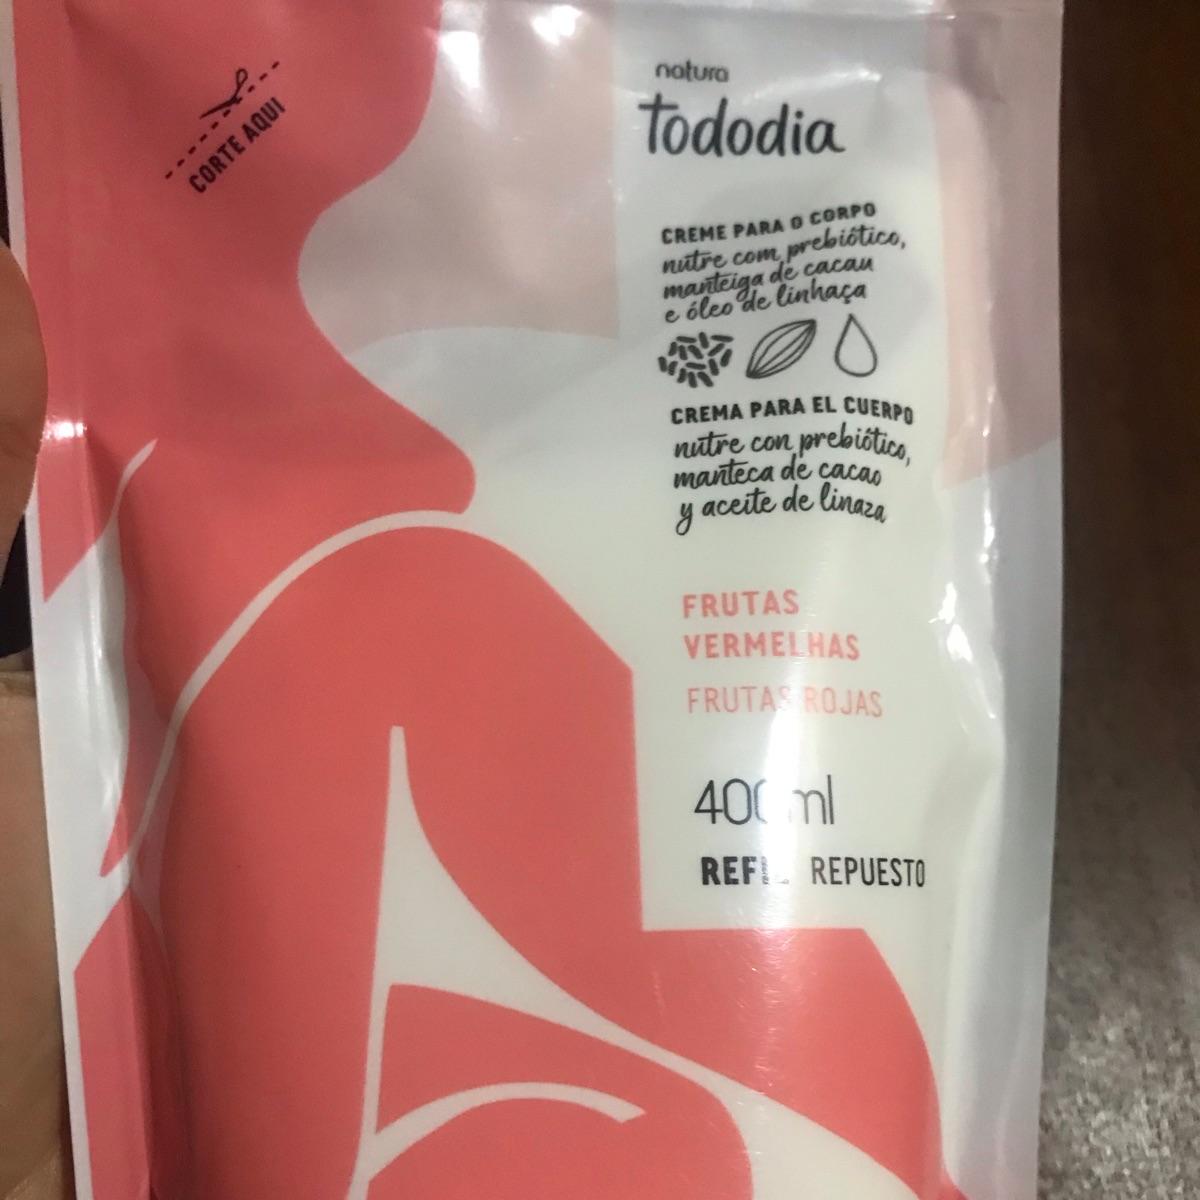 CORTE AQUI
natura
tododia
CREME PARA O CORPO
nutre com prebiótico,
manteiga de cacau
e óleo de linhaça
CREMA PARA EL CUERPO
nutre con prebiótico,
manteca de cacao
y aceite de linaza
FRUTAS
VERMELHAS
FRUTAS ROJAS
400ml
REFIL REPUESTO